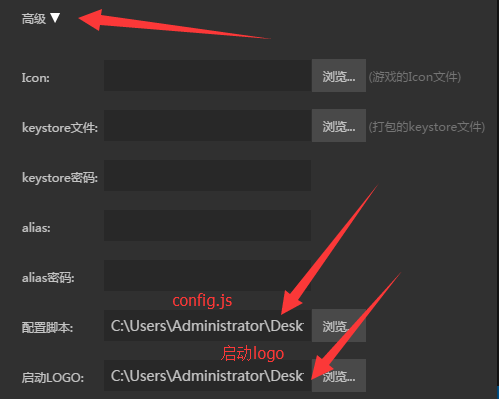 高级▼
Icon: 浏览... (游戏的Icon文件)
keystore文件: 浏览... (打包的keystore文件)
keystore密码:
alias:
alias密码:
config.js
配置脚本: C:\Users\Administrator\Desk 浏览...
启动logo
启动LOGO: C:\Users\Administrator\Desk 浏览...